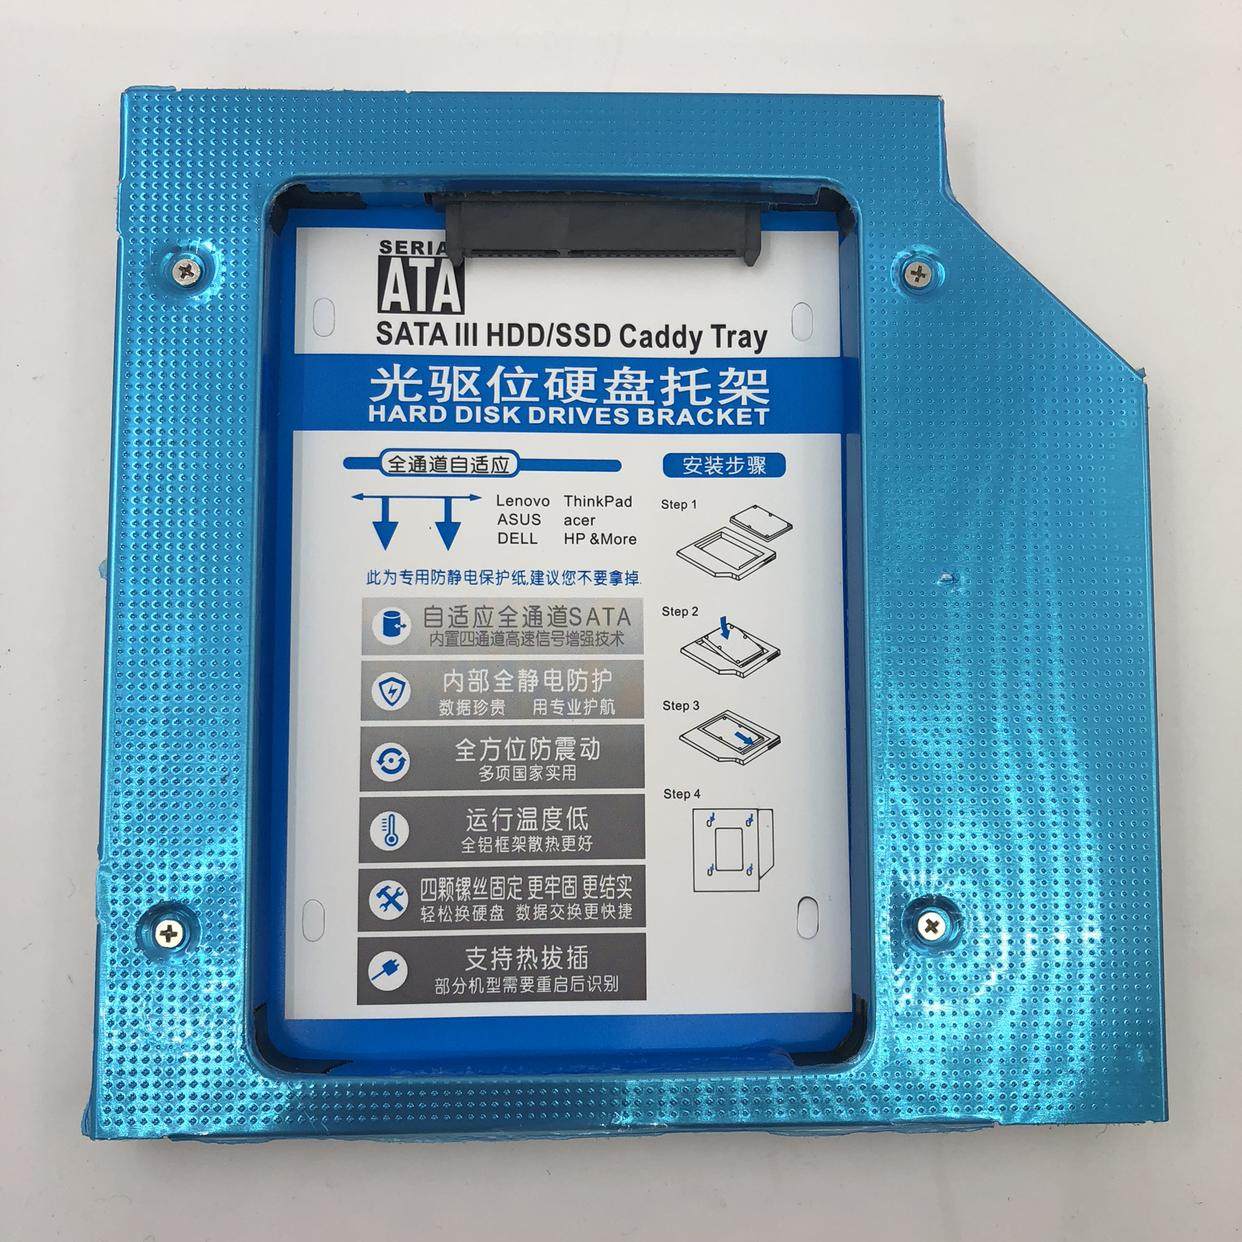 SERIA
ATA
SATA III HDD/SSD Caddy Tray
光驱位硬盘托架
HARD DISK DRIVES BRACKET
全通道自适应
Lenovo ThinkPad
ASUS acer
DELL HP &More
此为专用防静电保护纸,建议您不要拿掉
自适应全通道SATA
内置四通道高速信号增强技术
内部全静电防护
数据珍贵 用专业护航
全方位防震动
多项国家实用
运行温度低
全铝框架散热更好
四颗镙丝固定 更牢固 更结实
轻松换硬盘 数据交换更快捷
支持热拔插
部分机型需要重启后识别
安装步骤
Step 1
Step 2
Step 3
Step 4